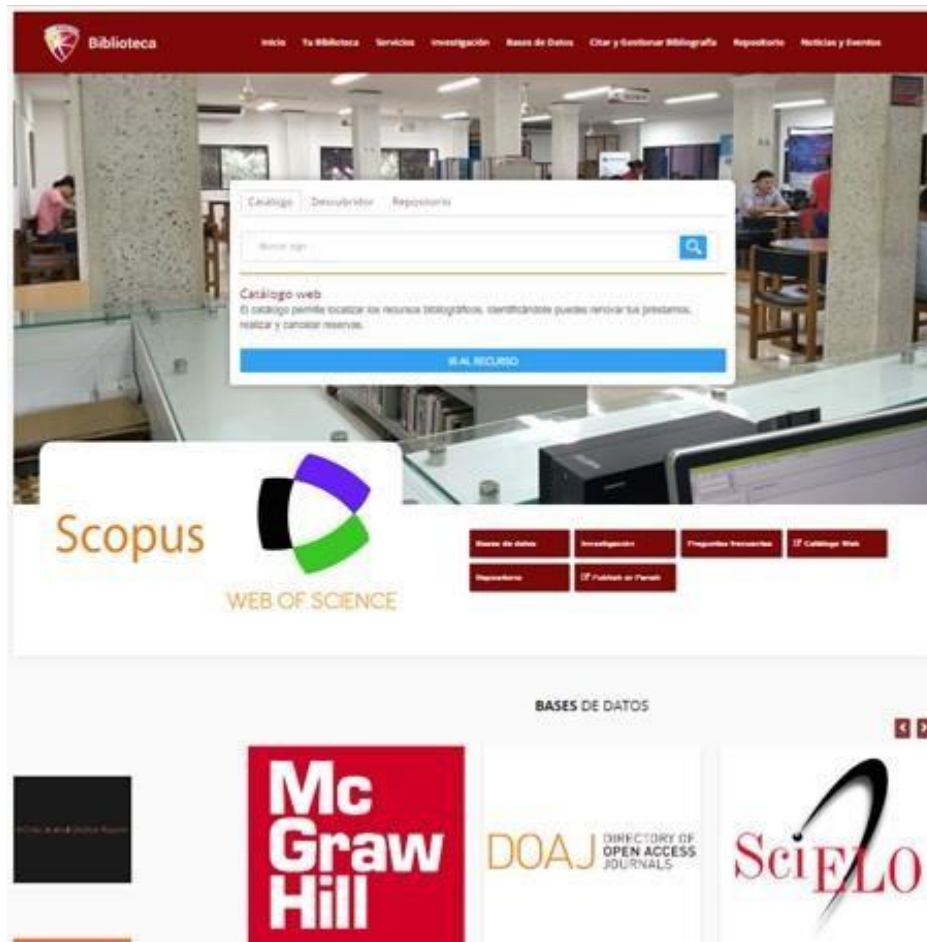 Biblioteca
Inicio Tu Biblioteca Servicios Investigación Bases de Datos Citar y Gestionar Bibliografía Repositorio Noticias y Eventos
Catálogo Descubridor Repositorio
Buscar algo
Catálogo web
El catálogo permite localizar los recursos bibliográficos. Identificándote puedes renovar tus préstamos,
realizar y cancelar reservas.
IR AL RECURSO
Scopus
WEB OF SCIENCE
Bases de datos Investigación Preguntas frecuentes Catálogo Web
Repositorio Publish or Perish
BASES DE DATOS
Mc
Graw
Hill
DOAJ DIRECTORY OF
OPEN ACCESS
JOURNALS
SciELO